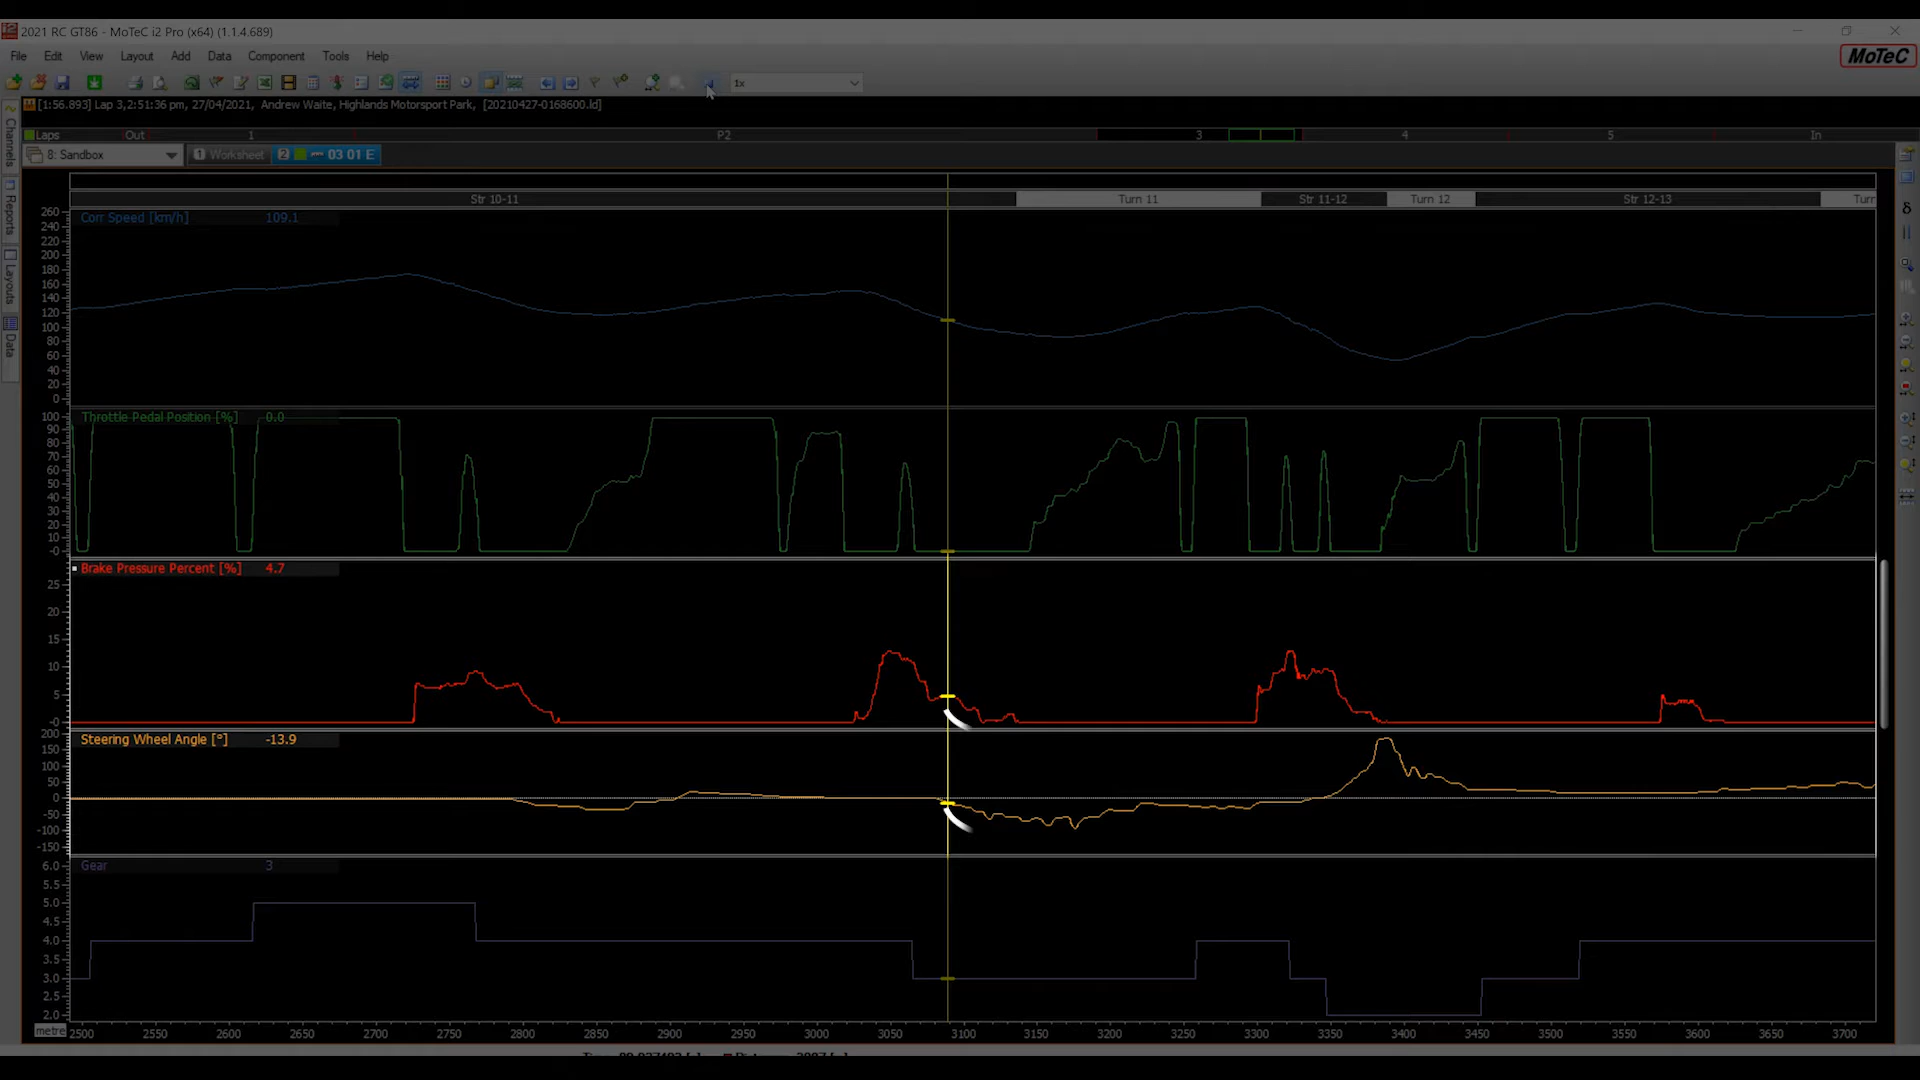 2021 RC GT86 - MoTeC i2 Pro (x64) (1.1.4.689)
File Edit View Layout Add Data Component Tools Help
MoTeC
1x
[1:56.893] Lap 3,2:51:36 pm, 27/04/2021, Andrew Waite, Highlands Motorsport Park, [20210427-0168600.ld]
Laps Out 1 P2 3 4 5 In
8: Sandbox 1 Worksheet 2 03 01 E
Channels
Reports
Layouts
Data
Str 10-11 Turn 11 Str 11-12 Turn 12 Str 12-13 Turn
Corr Speed [km/h] 109.1
260
240
220
200
180
160
140
120
100
80
60
40
20
0
Throttle Pedal Position [%] 0.0
100
90
80
70
60
50
40
30
20
10
-0
Brake Pressure Percent [%] 4.7
25
20
15
10
5
-0
Steering Wheel Angle [°] -13.9
200
150
100
50
0
-50
-100
-150
Gear 3
6.0
5.5
5.0
4.5
4.0
3.5
3.0
2.5
2.0
metre 2500 2550 2600 2650 2700 2750 2800 2850 2900 2950 3000 3050 3100 3150 3200 3250 3300 3350 3400 3450 3500 3550 3600 3650 3700